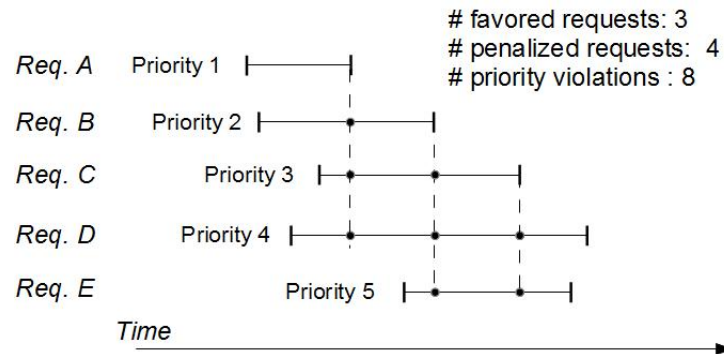 # favored requests: 3
# penalized requests: 4
# priority violations : 8
Req. A Priority 1
Req. B Priority 2
Req. C Priority 3
Req. D Priority 4
Req. E Priority 5
Time